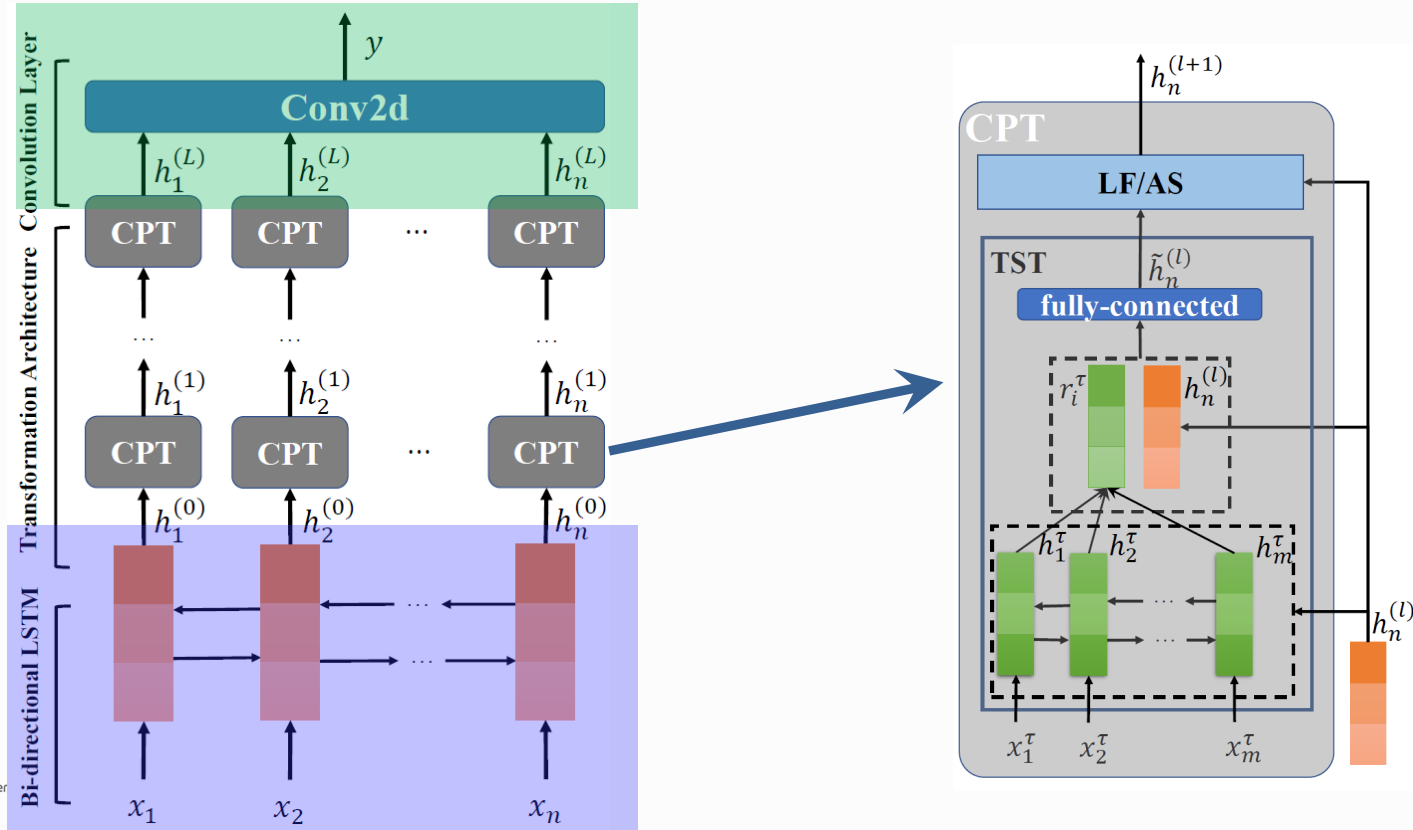 y
Conv2d
h_1^{(L)} h_2^{(L)} h_n^{(L)}
CPT CPT ... CPT
... ... ...
h_1^{(1)} h_2^{(1)} h_n^{(1)}
CPT CPT ... CPT
h_1^{(0)} h_2^{(0)} h_n^{(0)}
...
...
x_1 x_2 x_n
Convolution Layer
Transformation Architecture
Bi-directional LSTM
er
h_n^{(l+1)}
CPT
LF/AS
TST
\tilde{h}_n^{(l)}
fully-connected
r_i^τ h_n^{(l)}
h_1^τ h_2^τ h_m^τ
...
...
h_n^{(l)}
x_1^τ x_2^τ x_m^τ